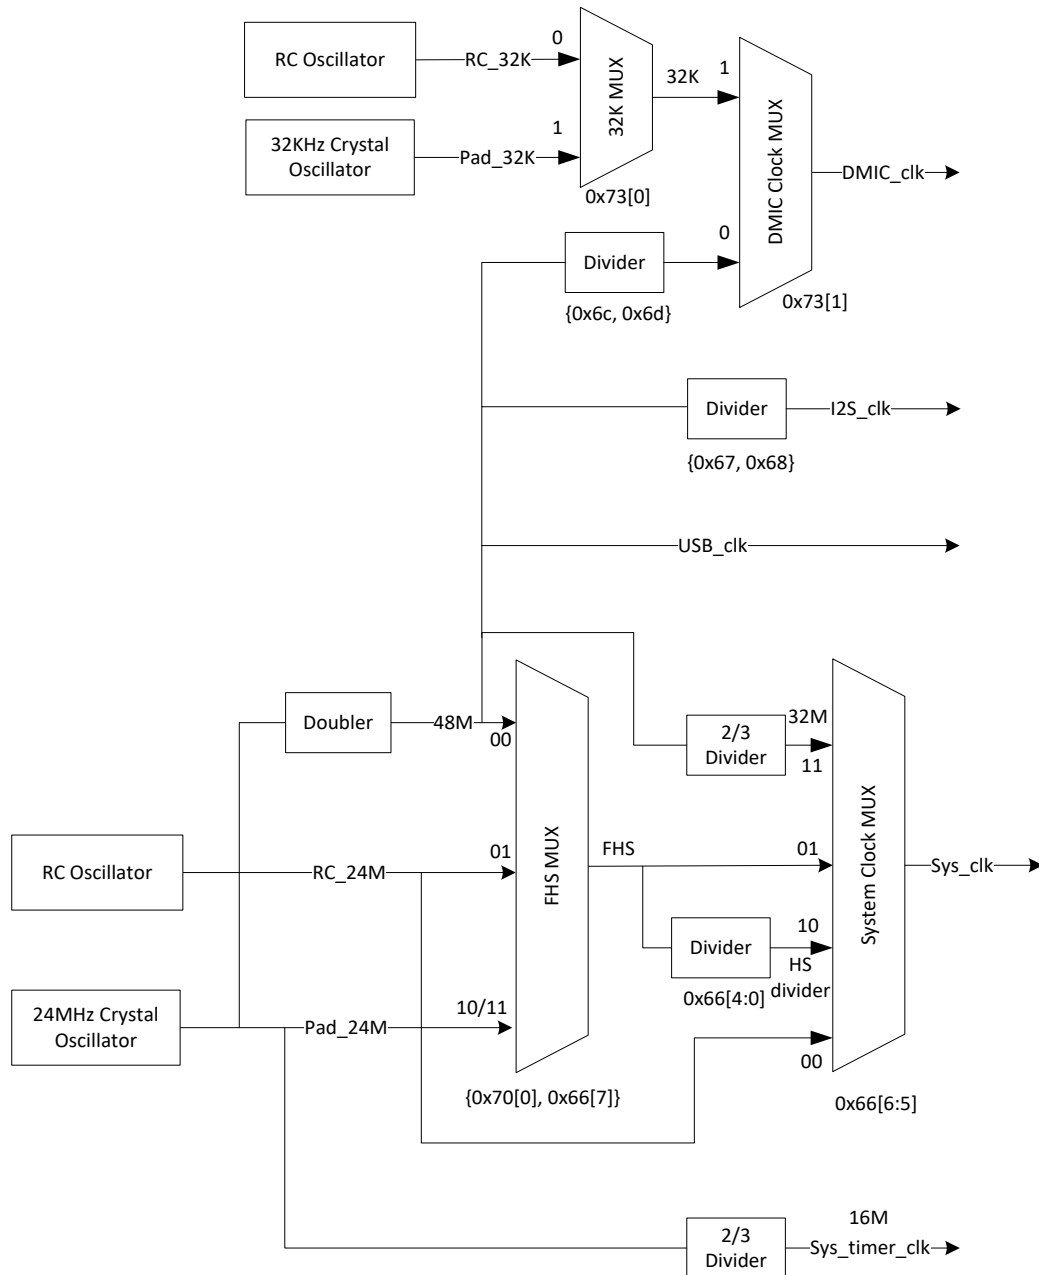 RC Oscillator
RC_32K
0
32KHz Crystal
Oscillator
Pad_32K
1
32K MUX
0x73[0]
32K
1
DMIC Clock MUX
DMIC_clk
0
Divider
{0x6c, 0x6d}
0x73[1]
Divider
I2S_clk
{0x67, 0x68}
USB_clk
Doubler
48M
00
2/3
Divider
32M
11
RC Oscillator
RC_24M
01
FHS MUX
FHS
01
System Clock MUX
Sys_clk
Divider
10
HS
divider
0x66[4:0]
24MHz Crystal
Oscillator
Pad_24M
10/11
00
{0x70[0], 0x66[7]}
0x66[6:5]
2/3
Divider
16M
Sys_timer_clk